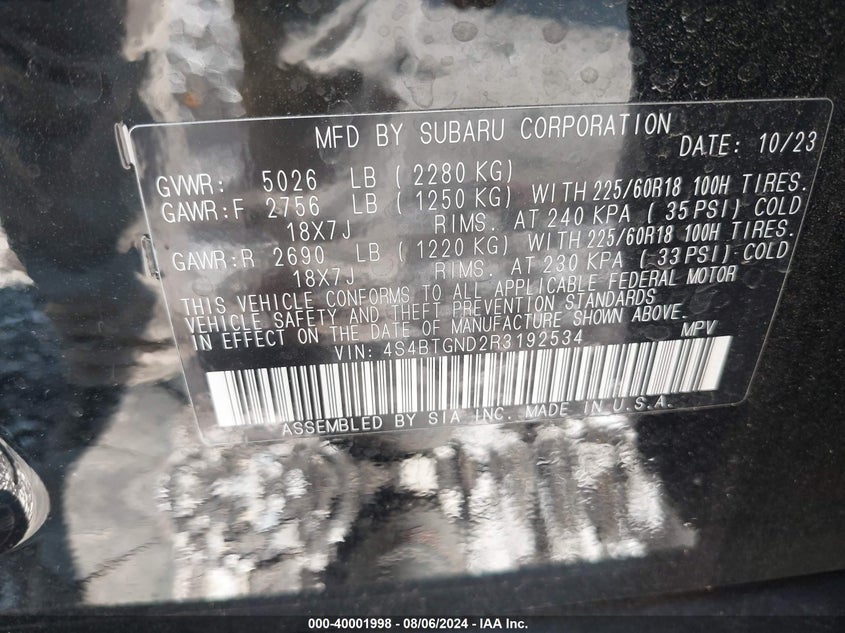 MFD BY SUBARU CORPORATION DATE: 10/23
GVWR: 5026 LB ( 2280 KG)
GAWR:F 2756 LB ( 1250 KG) WITH 225/60R18 100H TIRES.
18X7J RIMS. AT 240 KPA ( 35 PSI) COLD
GAWR:R 2690 LB ( 1220 KG) WITH 225/60R18 100H TIRES.
18X7J RIMS. AT 230 KPA ( 33 PSI) COLD
THIS VEHICLE CONFORMS TO ALL APPLICABLE FEDERAL MOTOR
VEHICLE SAFETY AND THEFT PREVENTION STANDARDS
IN EFFECT ON THE DATE OF MANUFACTURE SHOWN ABOVE.
VIN: 4S4BTGND2R3192534 MPV
ASSEMBLED BY SIA INC. MADE IN U.S.A.
000-40001998 - 08/06/2024 - IAA Inc.